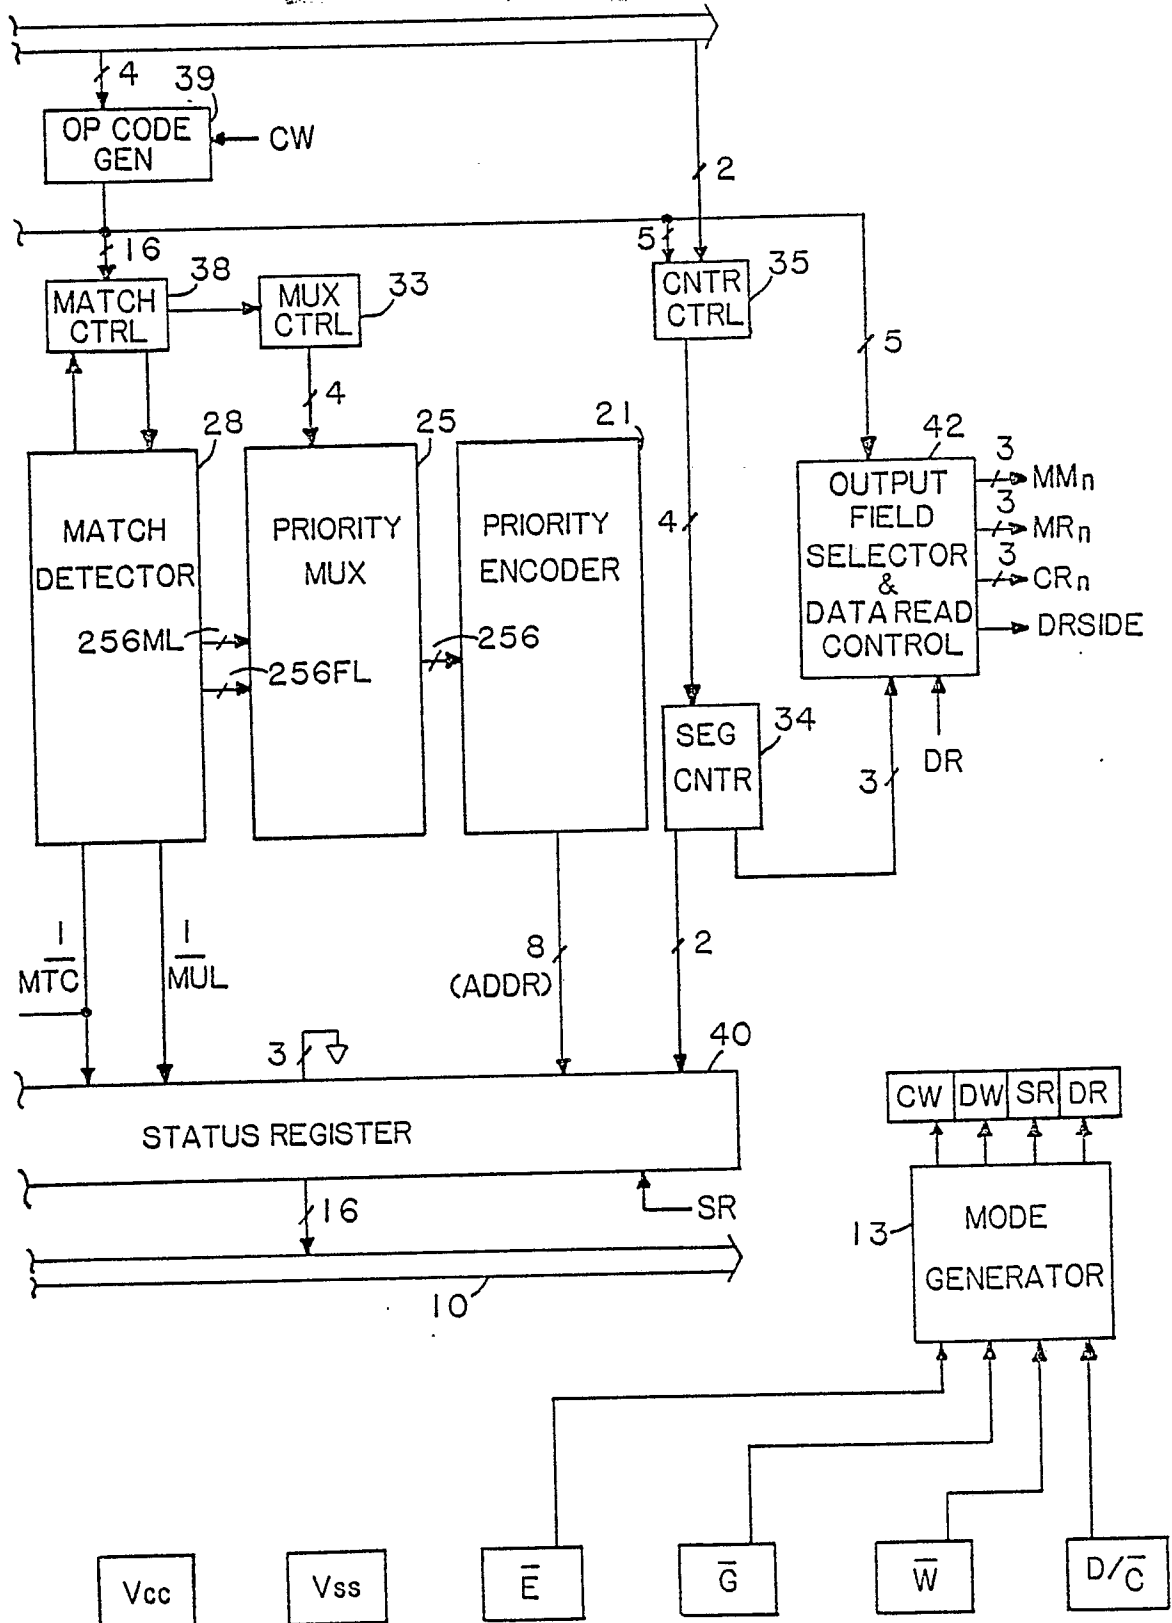 4
39
OP CODE
GEN
CW
2
16
5
38
MATCH
CTRL
MUX
CTRL
33
CNTR
CTRL
35
5
4
28
25
21
42
MATCH
DETECTOR
PRIORITY
MUX
PRIORITY
ENCODER
4
OUTPUT
FIELD
SELECTOR
&
DATA READ
CONTROL
3
MMn
3
MRn
3
CRn
DRSIDE
256ML
256FL
256
SEG
CNTR
34
3
DR
1
M̅T̅C̅
1
M̅U̅L̅
8
(ADDR)
2
3
40
STATUS REGISTER
CW
DW
SR
DR
16
SR
13
MODE
GENERATOR
10
Vcc
Vss
E̅
G̅
W̅
D/C̅